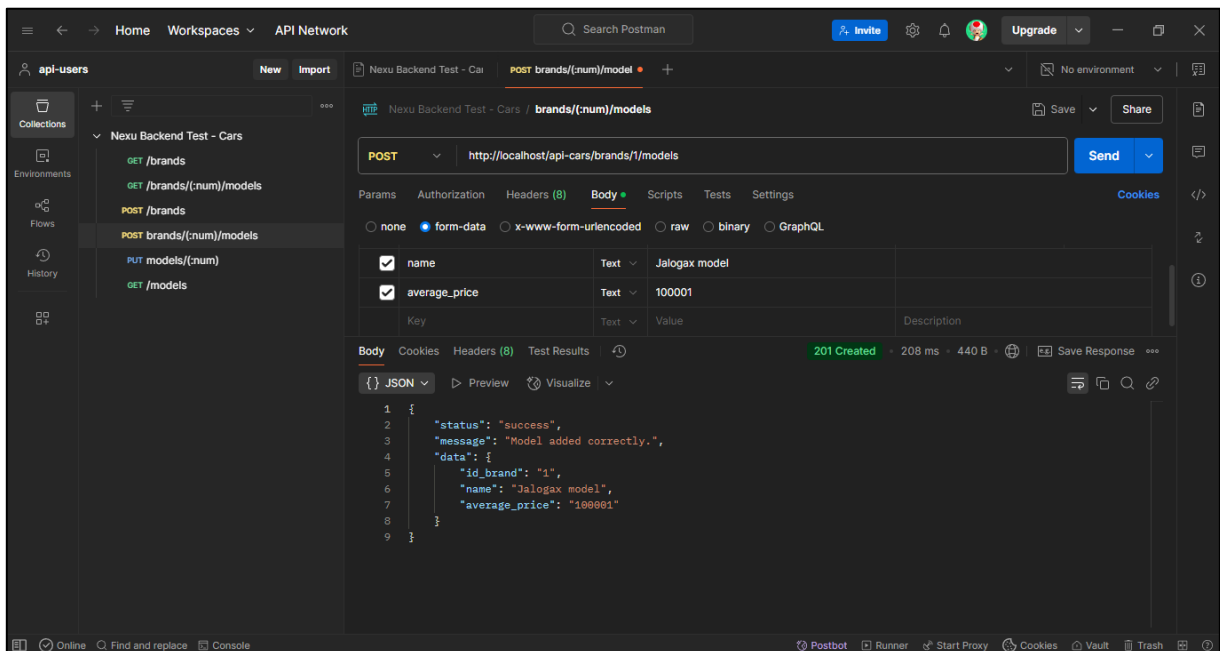 Home Workspaces API Network Search Postman Invite Upgrade
api-users New Import Nexu Backend Test - Car POST brands/(:num)/model No environment
Collections
Environments
Flows
History
Nexu Backend Test - Cars
GET /brands
GET /brands/(:num)/models
POST /brands
POST brands/(:num)/models
PUT models/(:num)
GET /models
HTTP Nexu Backend Test - Cars / brands/(:num)/models Save Share
POST http://localhost/api-cars/brands/1/models Send
Params Authorization Headers (8) Body Scripts Tests Settings Cookies
none form-data x-www-form-urlencoded raw binary GraphQL
name Text Jalogax model
average_price Text 100001
Key Text Value Description
Body Cookies Headers (8) Test Results 201 Created 208 ms 440 B Save Response
{} JSON Preview Visualize
1 {
2 "status": "success",
3 "message": "Model added correctly.",
4 "data": {
5 "id_brand": "1",
6 "name": "Jalogax model",
7 "average_price": "100001"
8 }
9 }
Online Find and replace Console Postbot Runner Start Proxy Cookies Vault Trash